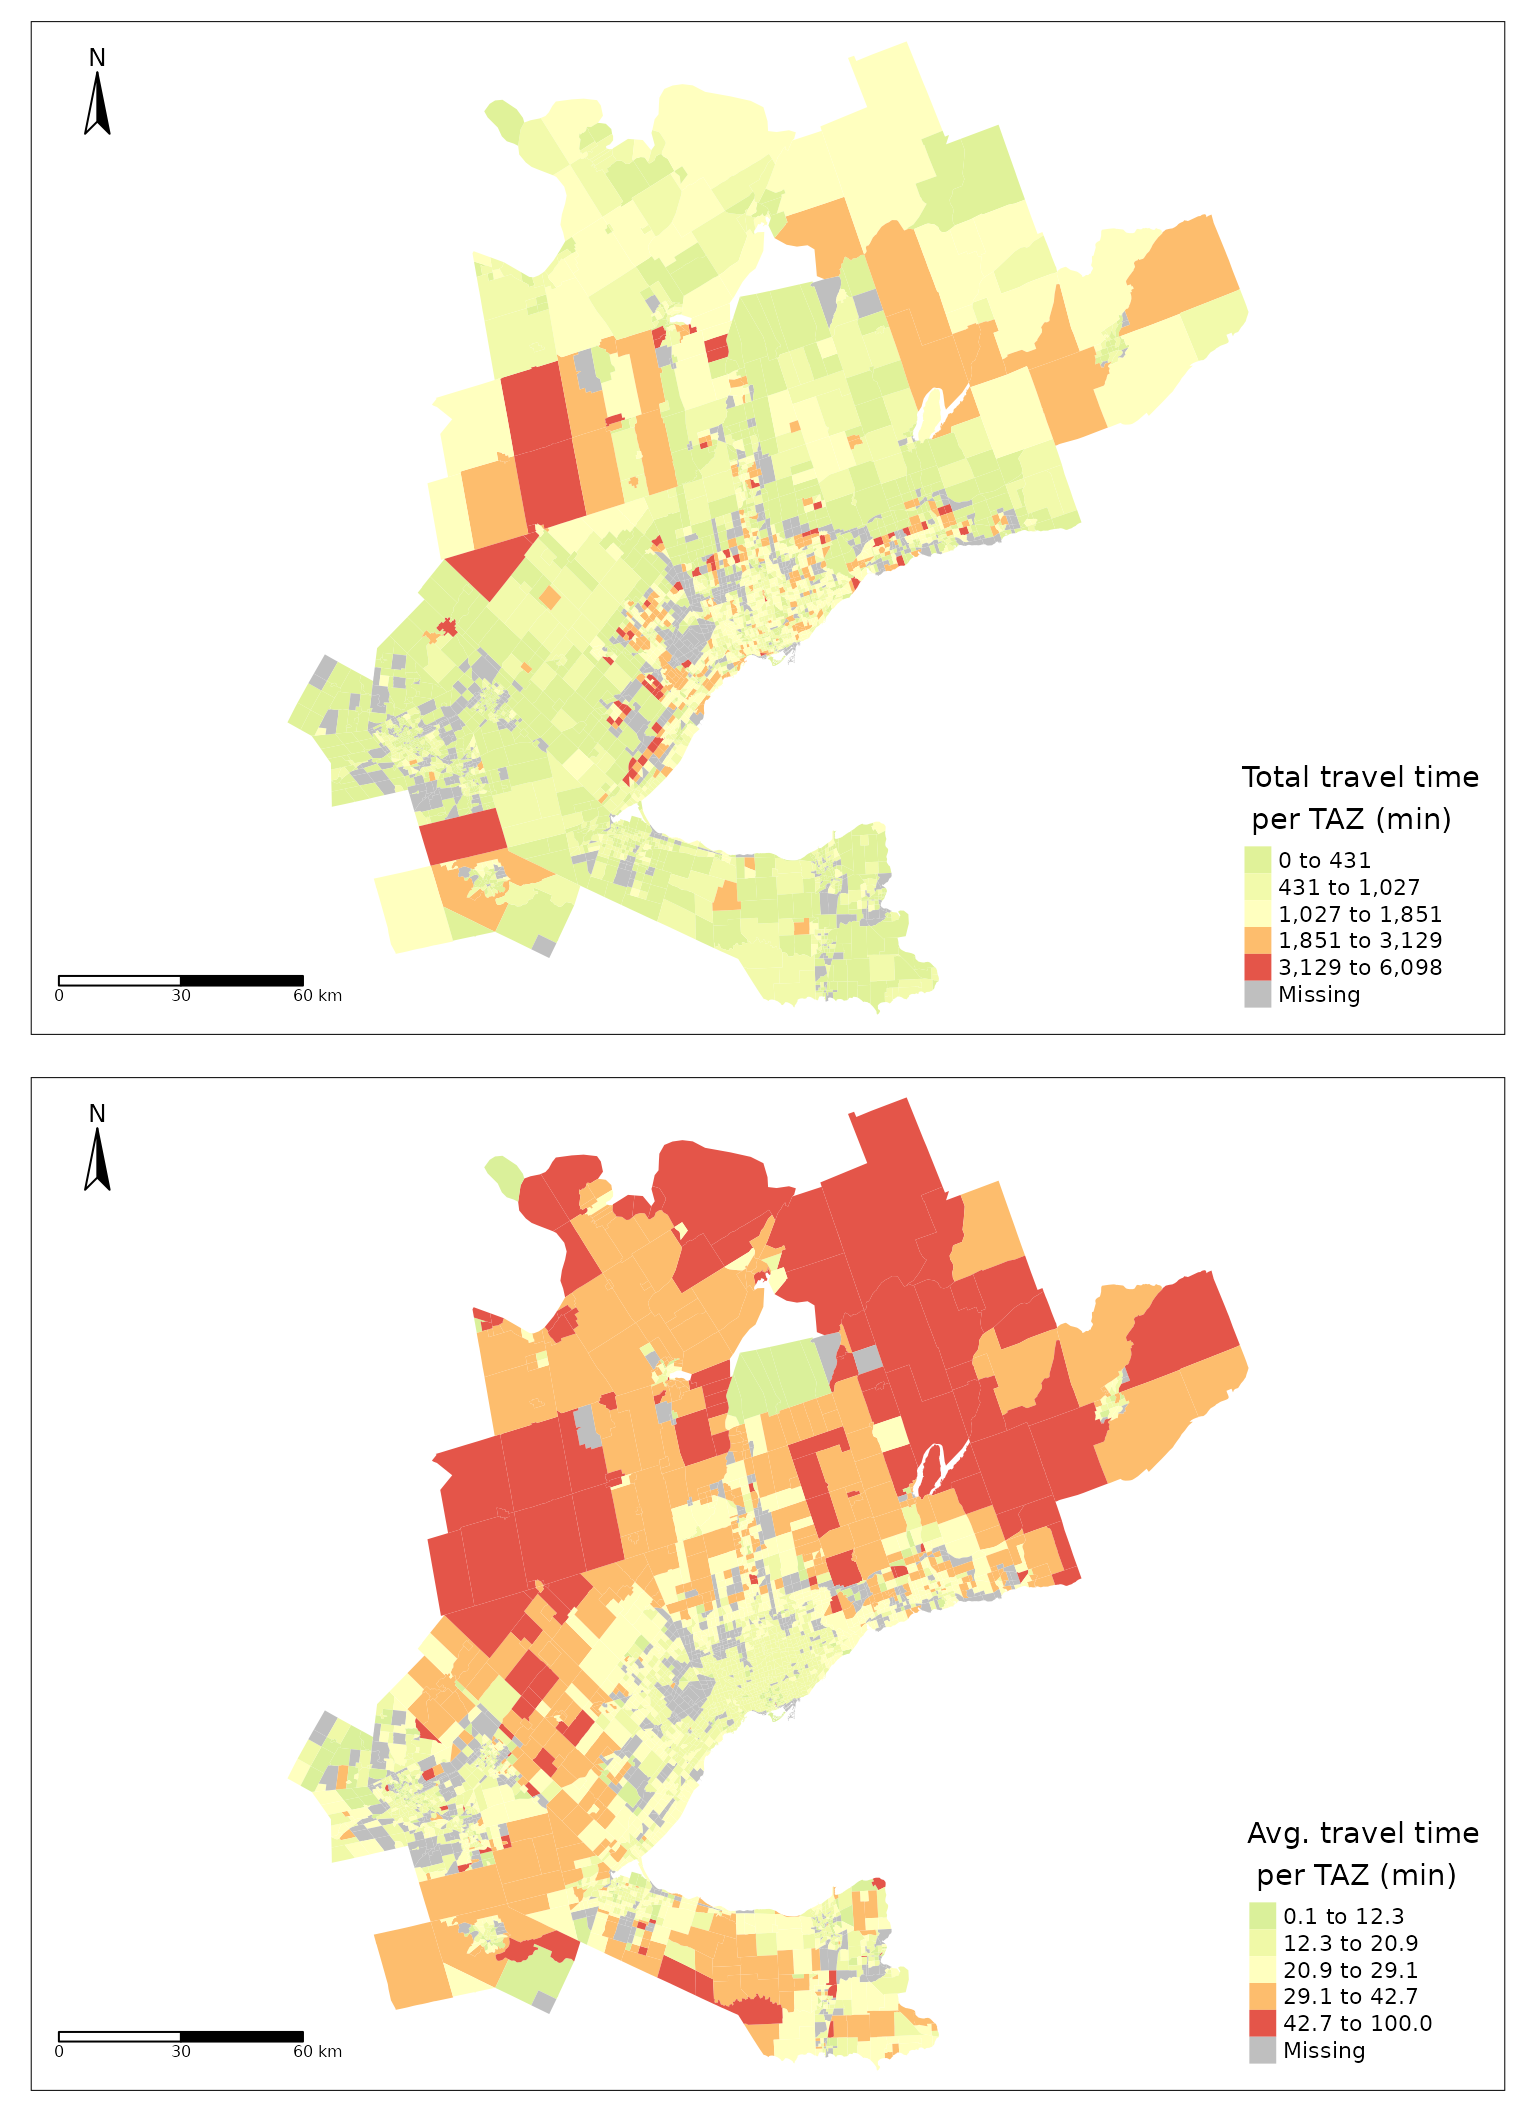 N
Total travel time
per TAZ (min)
0 to 431
431 to 1,027
1,027 to 1,851
1,851 to 3,129
3,129 to 6,098
Missing
0 30 60 km
N
Avg. travel time
per TAZ (min)
0.1 to 12.3
12.3 to 20.9
20.9 to 29.1
29.1 to 42.7
42.7 to 100.0
Missing
0 30 60 km